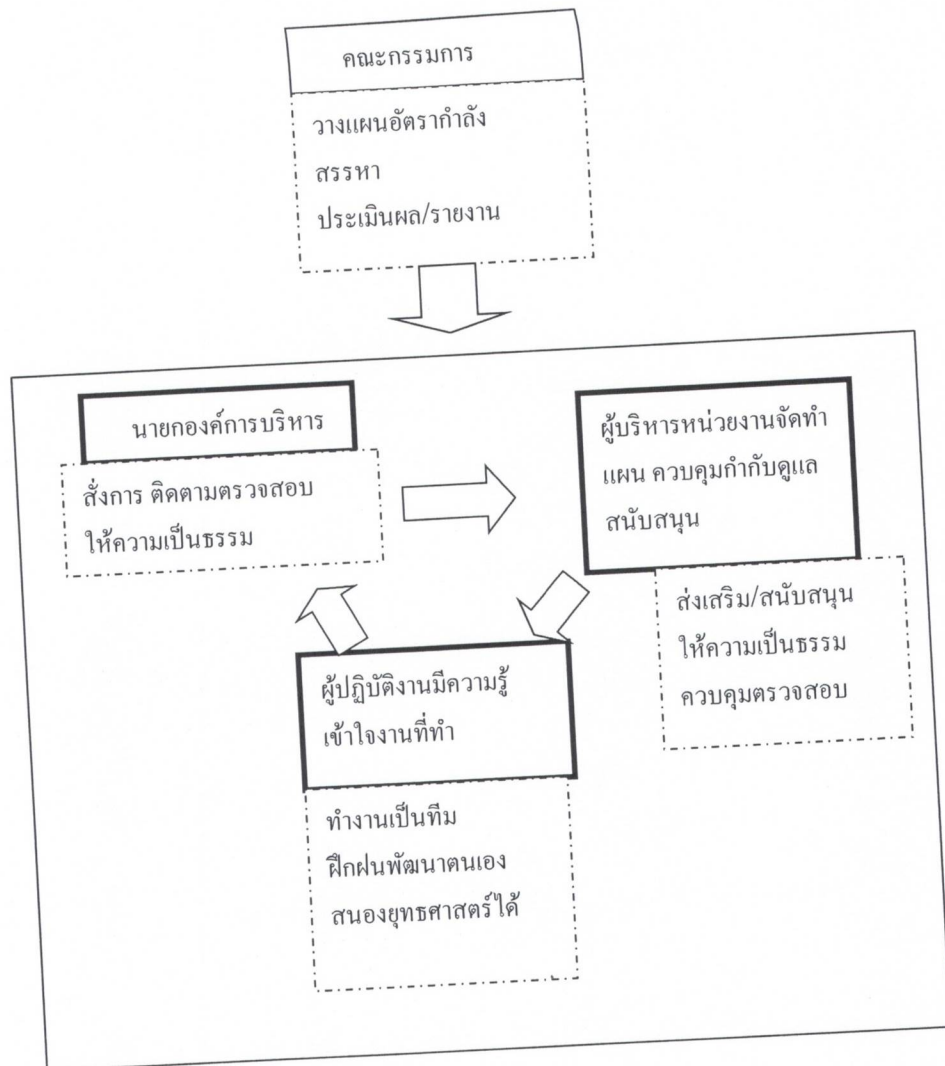 คณะกรรมการ
วางแผนอัตรากำลัง
สรรหา
ประเมินผล/รายงาน
นายกองค์การบริหาร
สั่งการ ติดตามตรวจสอบ
ให้ความเป็นธรรม
ผู้บริหารหน่วยงานจัดทำ
แผน ควบคุมกำกับดูแล
สนับสนุน
ส่งเสริม/สนับสนุน
ให้ความเป็นธรรม
ควบคุมตรวจสอบ
ผู้ปฏิบัติงานมีความรู้
เข้าใจงานที่ทำ
ทำงานเป็นทีม
ฝึกฝนพัฒนาตนเอง
สนองยุทธศาสตร์ได้